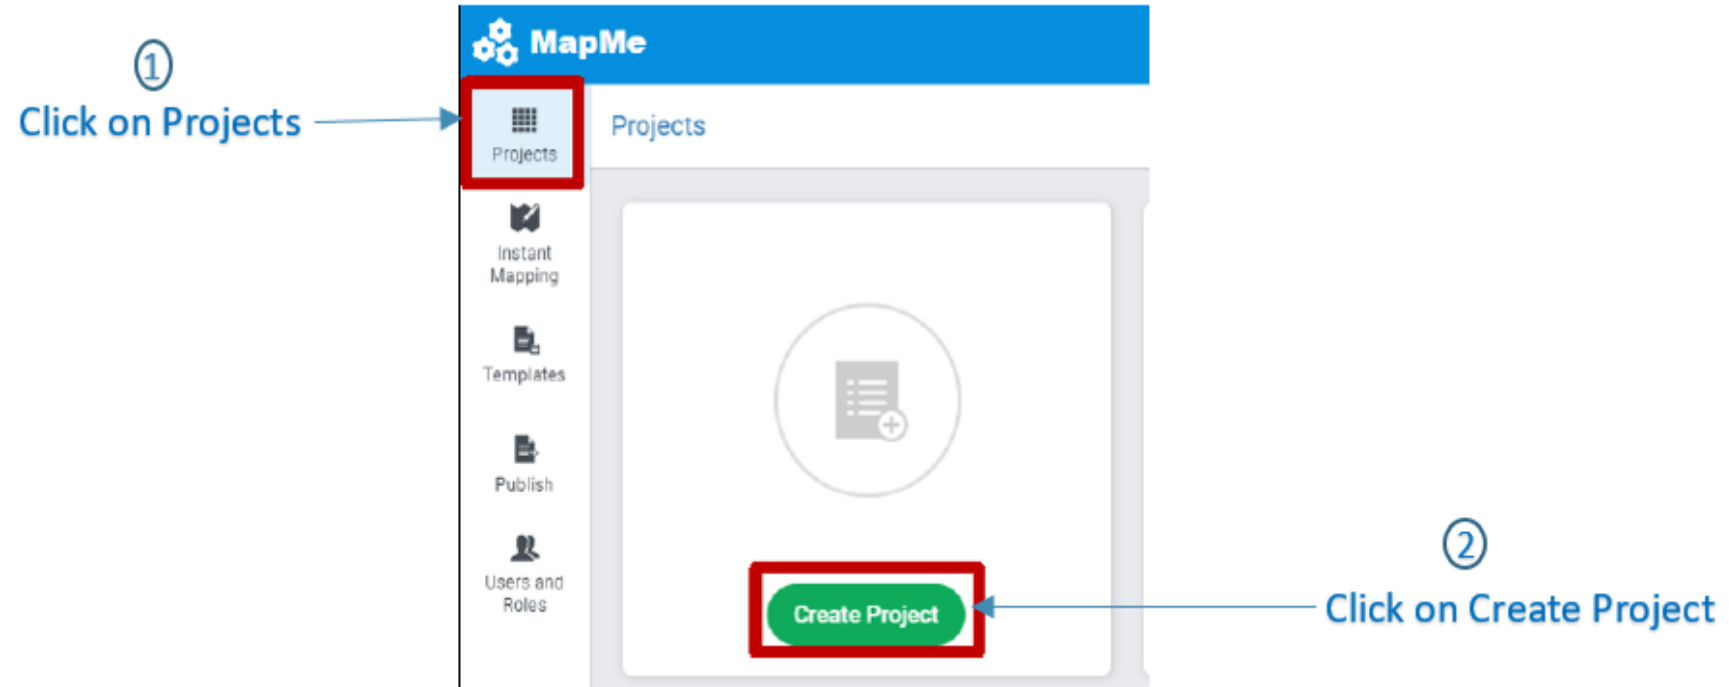 ①
Click on Projects
MapMe
Projects
Projects
Instant
Mapping
Templates
Publish
Users and
Roles
Create Project
②
Click on Create Project